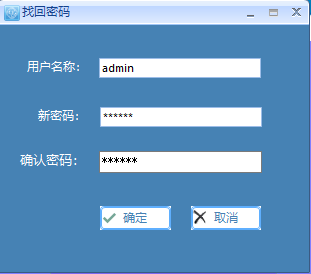 找回密码
用户名称： admin
新密码： ******
确认密码： ******
确定 取消